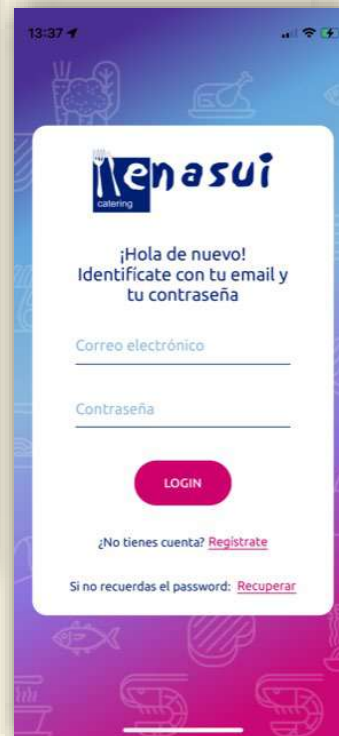 13:37
enasui
catering
¡Hola de nuevo!
Identifícate con tu email y
tu contraseña
Correo electrónico
Contraseña
LOGIN
¿No tienes cuenta? Regístrate
Si no recuerdas el password: Recuperar